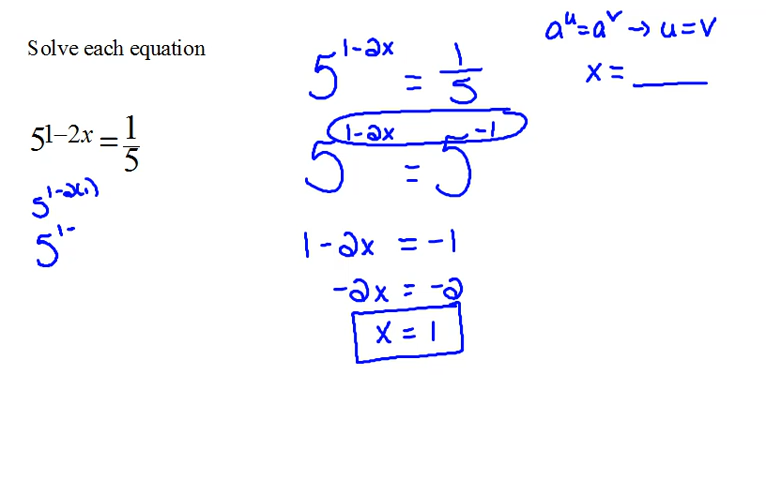 Solve each equation
5^{1–2x} = 1/5
5^{1-2(1)}
5^{1-}
5^{1-2x} = 1/5
5^{1-2x} = 5^{-1}
1-2x = -1
-2x = -2
x = 1
a^u = a^v → u = v
x = ____